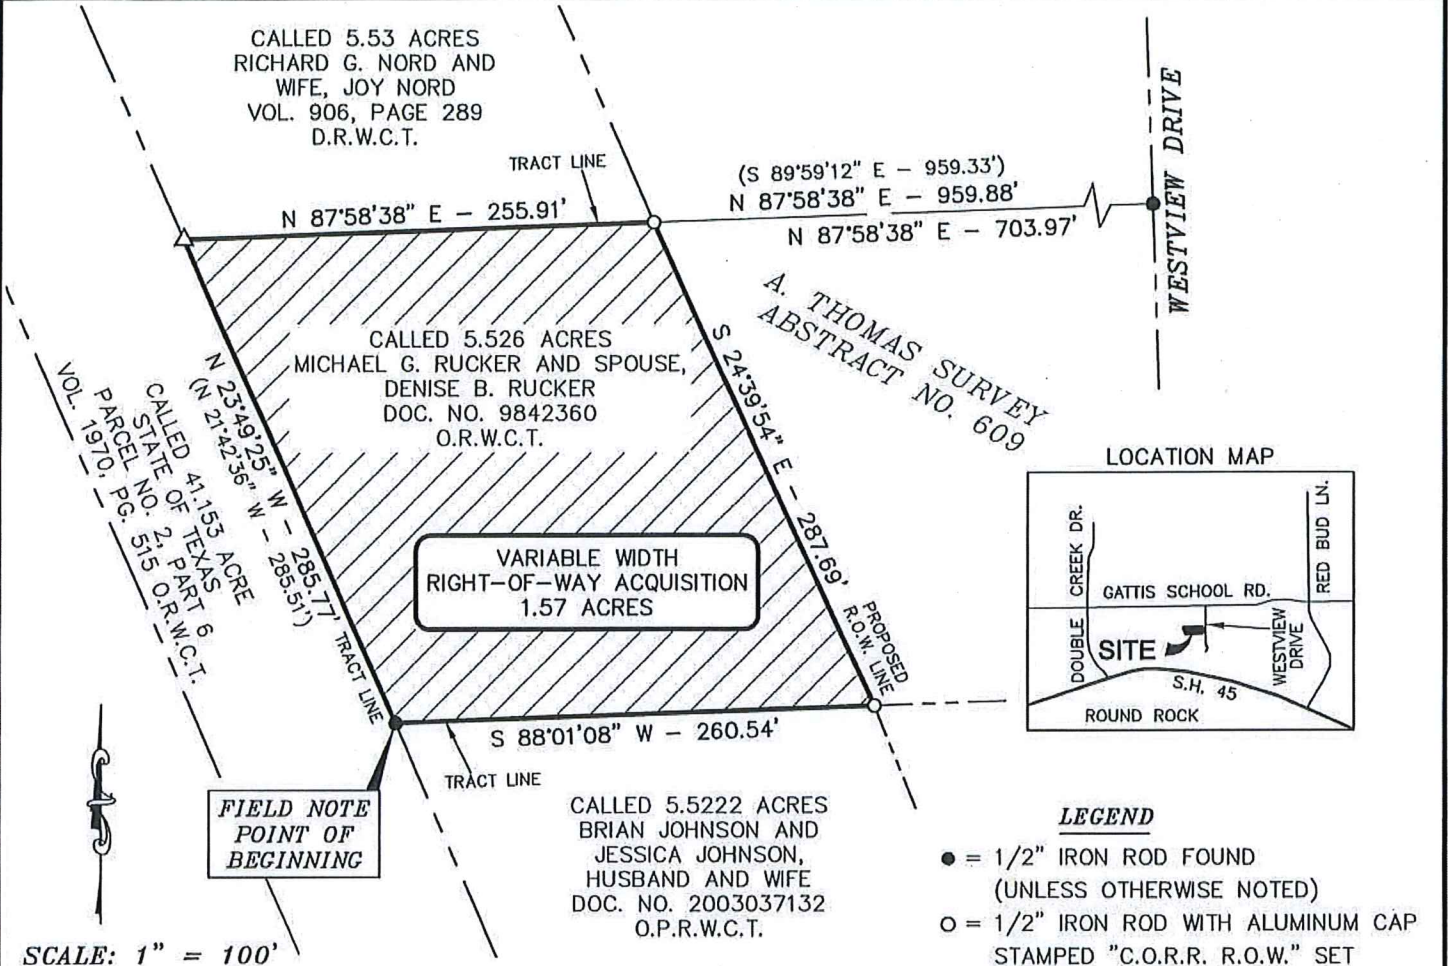 CALLED 5.53 ACRES
RICHARD G. NORD AND
WIFE, JOY NORD
VOL. 906, PAGE 289
D.R.W.C.T.
TRACT LINE
N 87°58'38" E - 255.91'
(S 89°59'12" E - 959.33')
N 87°58'38" E - 959.88'
N 87°58'38" E - 703.97'
WESTVIEW DRIVE
A. THOMAS SURVEY
ABSTRACT NO. 609
CALLED 5.526 ACRES
MICHAEL G. RUCKER AND SPOUSE,
DENISE B. RUCKER
DOC. NO. 9842360
O.R.W.C.T.
S 24°39'54" E - 287.69'
N 23°49'25" W - 285.77'
(N 21°42'36" W - 285.51')
TRACT LINE
CALLED 41.153 ACRE
STATE OF TEXAS
PARCEL NO. 2, PART 6
VOL. 1970, PG. 515 O.R.W.C.T.
VARIABLE WIDTH
RIGHT-OF-WAY ACQUISITION
1.57 ACRES
PROPOSED
R.O.W. LINE
S 88°01'08" W - 260.54'
TRACT LINE
FIELD NOTE
POINT OF
BEGINNING
CALLED 5.5222 ACRES
BRIAN JOHNSON AND
JESSICA JOHNSON,
HUSBAND AND WIFE
DOC. NO. 2003037132
O.P.R.W.C.T.
LOCATION MAP
DOUBLE CREEK DR.
GATTIS SCHOOL RD.
RED BUD LN.
SITE
WESTVIEW
DRIVE
S.H. 45
ROUND ROCK
LEGEND
● = 1/2" IRON ROD FOUND
(UNLESS OTHERWISE NOTED)
○ = 1/2" IRON ROD WITH ALUMINUM CAP
STAMPED "C.O.R.R. R.O.W." SET
SCALE: 1" = 100'